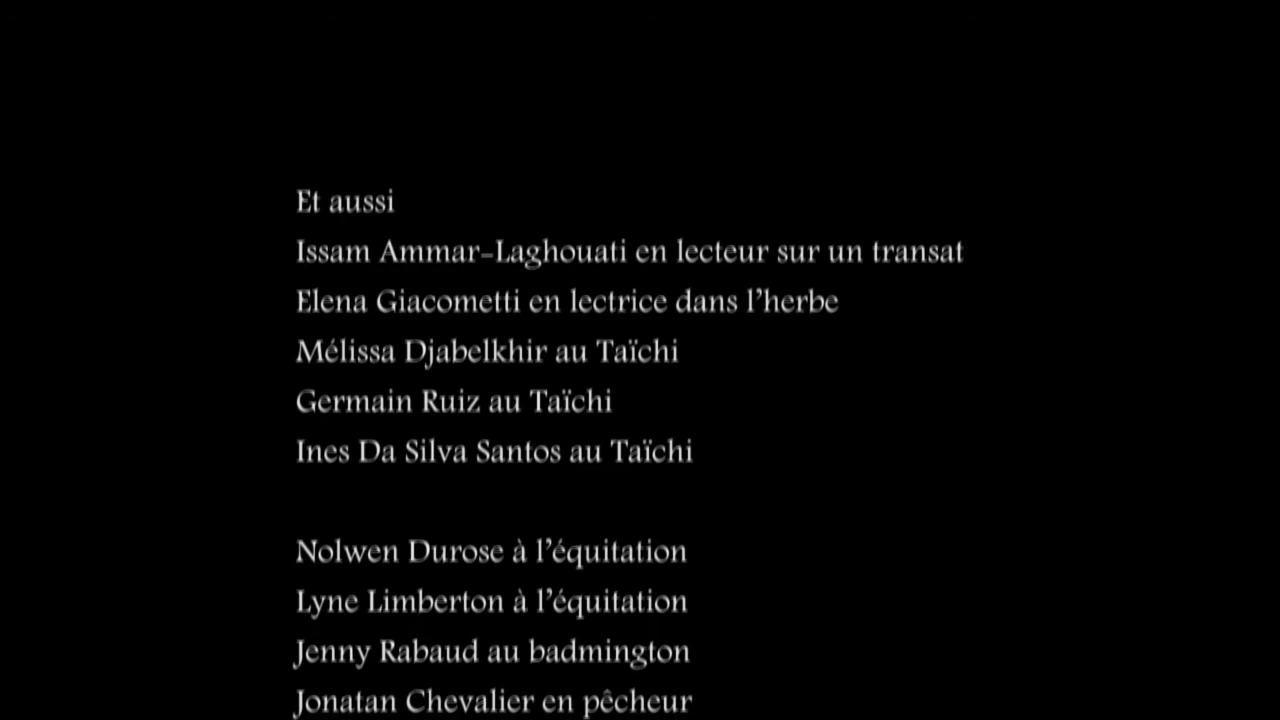 Et aussi
Issam Ammar-Laghouati en lecteur sur un transat
Elena Giacometti en lectrice dans l'herbe
Mélissa Djabelkhir au Taïchi
Germain Ruiz au Taïchi
Ines Da Silva Santos au Taïchi
Nolwen Durose à l'équitation
Lyne Limberton à l'équitation
Jenny Rabaud au badmington
Jonatan Chevalier en pêcheur